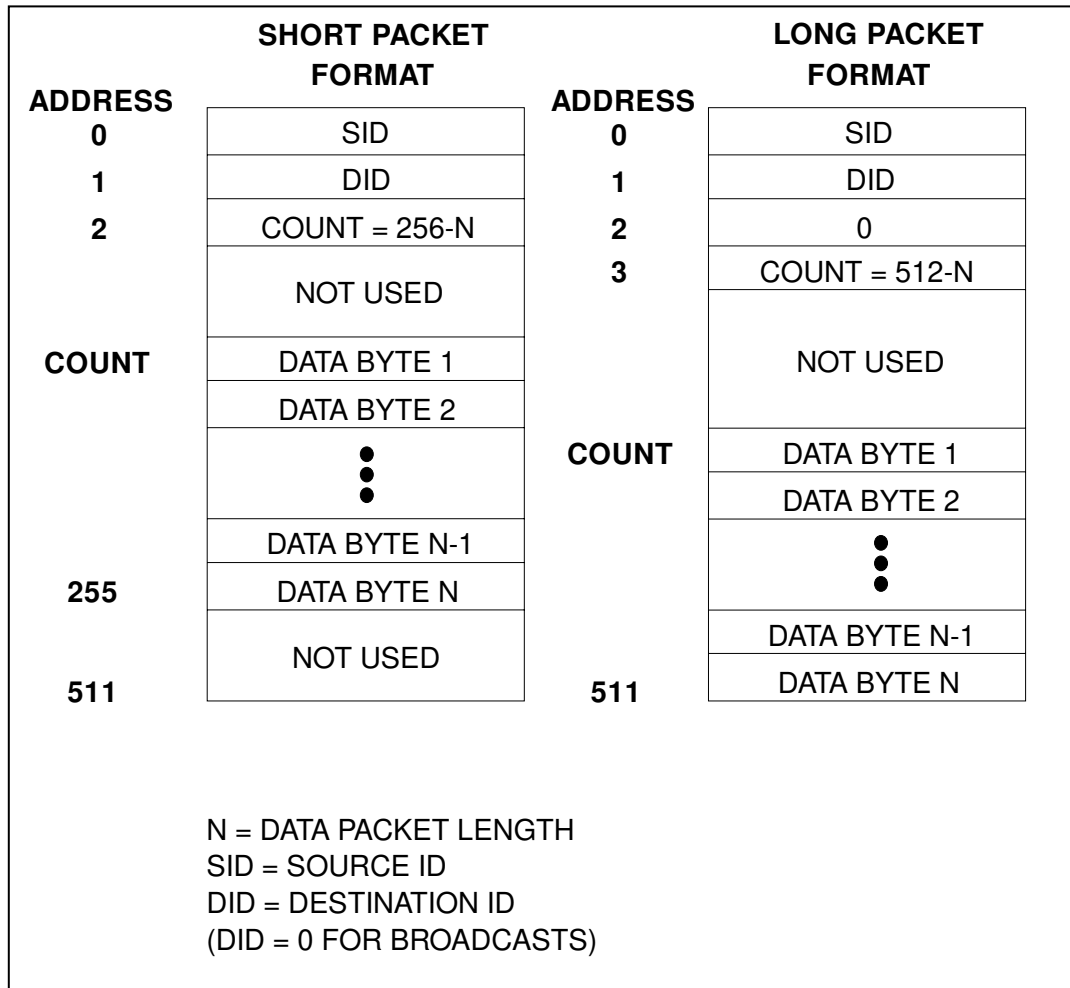 SHORT PACKET
FORMAT
ADDRESS
0 SID
1 DID
2 COUNT = 256-N
NOT USED
COUNT DATA BYTE 1
DATA BYTE 2
DATA BYTE N-1
255 DATA BYTE N
NOT USED
511
LONG PACKET
FORMAT
ADDRESS
0 SID
1 DID
2 0
3 COUNT = 512-N
NOT USED
COUNT DATA BYTE 1
DATA BYTE 2
DATA BYTE N-1
511 DATA BYTE N
N = DATA PACKET LENGTH
SID = SOURCE ID
DID = DESTINATION ID
(DID = 0 FOR BROADCASTS)